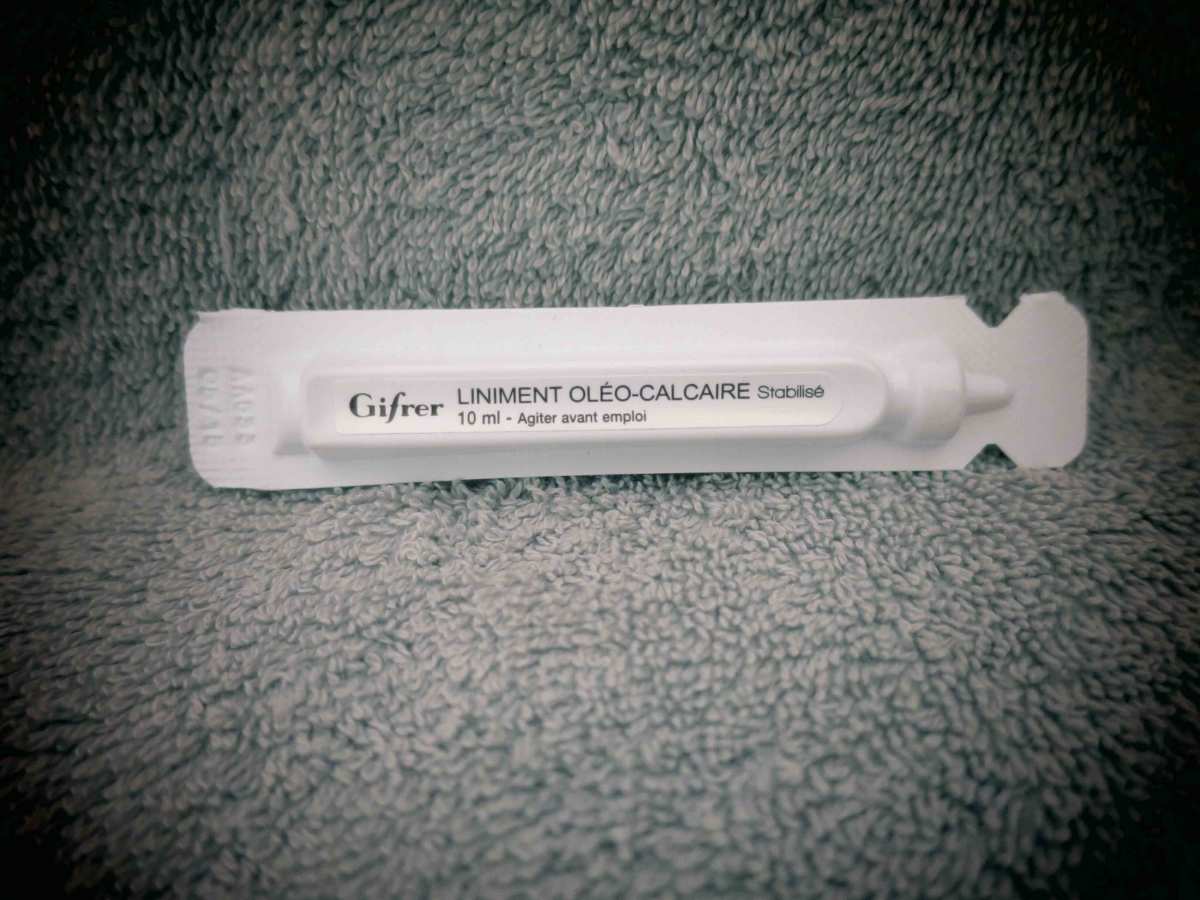 Gifrer
LINIMENT OLÉO-CALCAIRE Stabilisé
10 ml - Agiter avant emploi